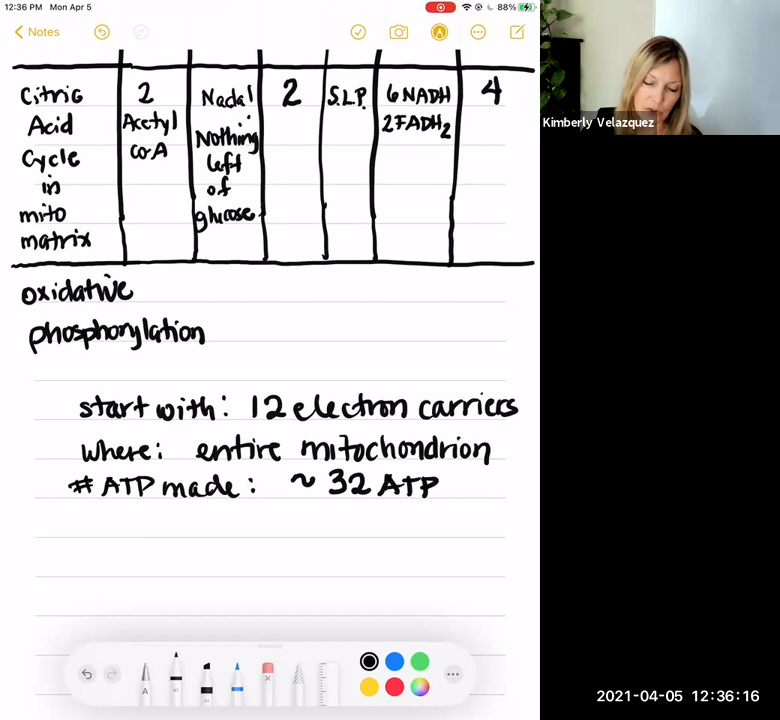 12:36 PM Mon Apr 5
88%
Notes
Citric
Acid
Cycle
in
mito
matrix
2
Acetyl
co-A
Nada!
Nothing
left
of
glucose
2
S.L.P.
6 NADH
2 FADH2
4
oxidative
phosphorylation
start with: 12 electron carriers
where: entire mitochondrion
# ATP made: ~ 32 ATP
Kimberly Velazquez
2021-04-05 12:36:16